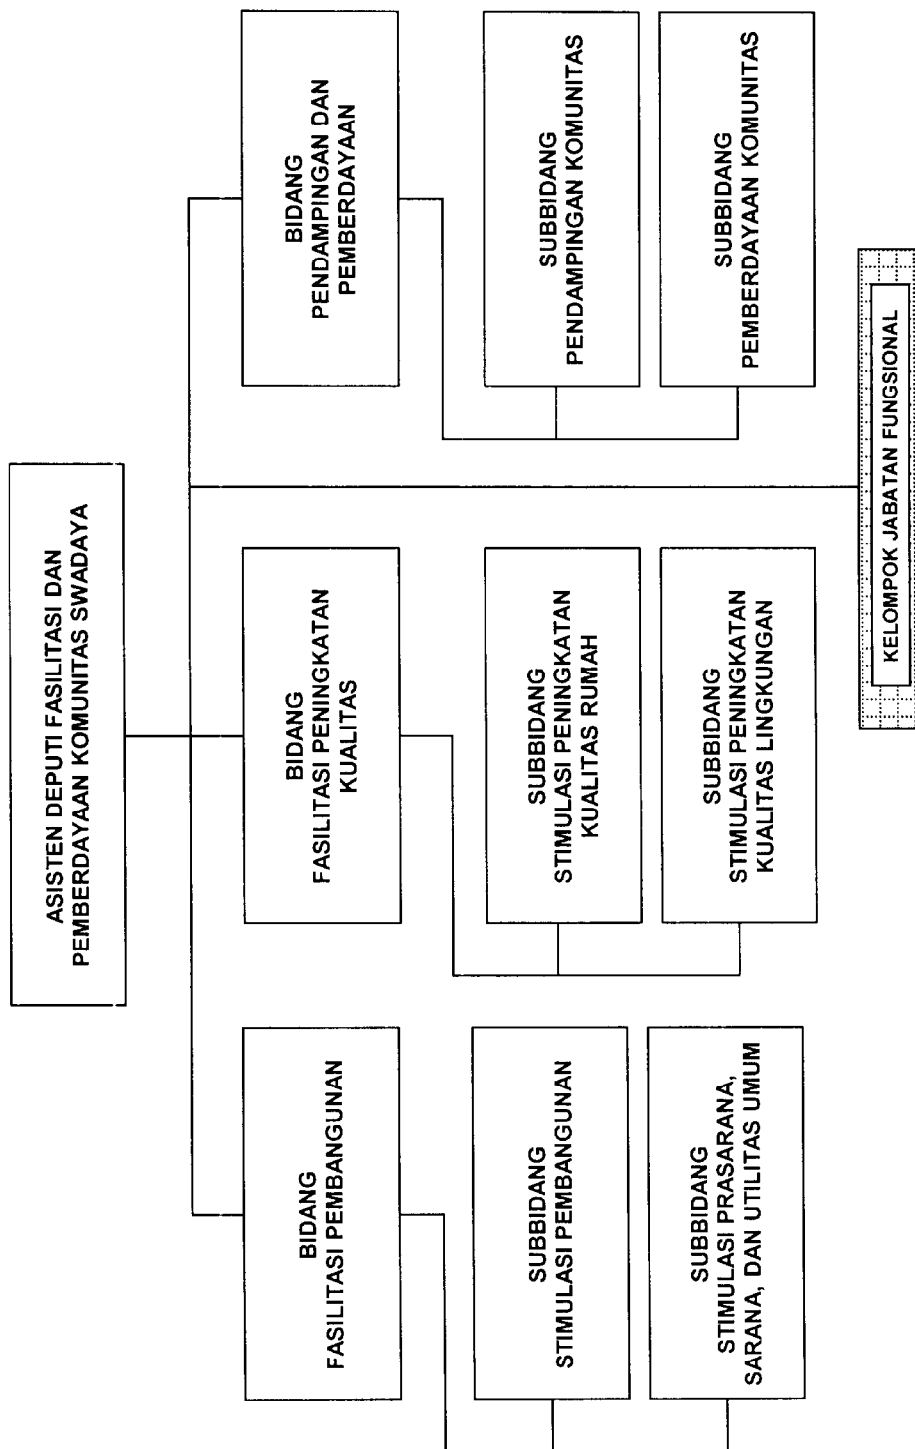 ASISTEN DEPUTI FASILITASI DAN
PEMBERDAYAAN KOMUNITAS SWADAYA
BIDANG
FASILITASI PEMBANGUNAN
BIDANG
FASILITASI PENINGKATAN
KUALITAS
BIDANG
PENDAMPINGAN DAN
PEMBERDAYAAN
SUBBIDANG
STIMULASI PEMBANGUNAN
SUBBIDANG
STIMULASI PENINGKATAN
KUALITAS RUMAH
SUBBIDANG
PENDAMPINGAN KOMUNITAS
SUBBIDANG
STIMULASI PRASARANA,
SARANA, DAN UTILITAS UMUM
SUBBIDANG
STIMULASI PENINGKATAN
KUALITAS LINGKUNGAN
SUBBIDANG
PEMBERDAYAAN KOMUNITAS
KELOMPOK JABATAN FUNGSIONAL